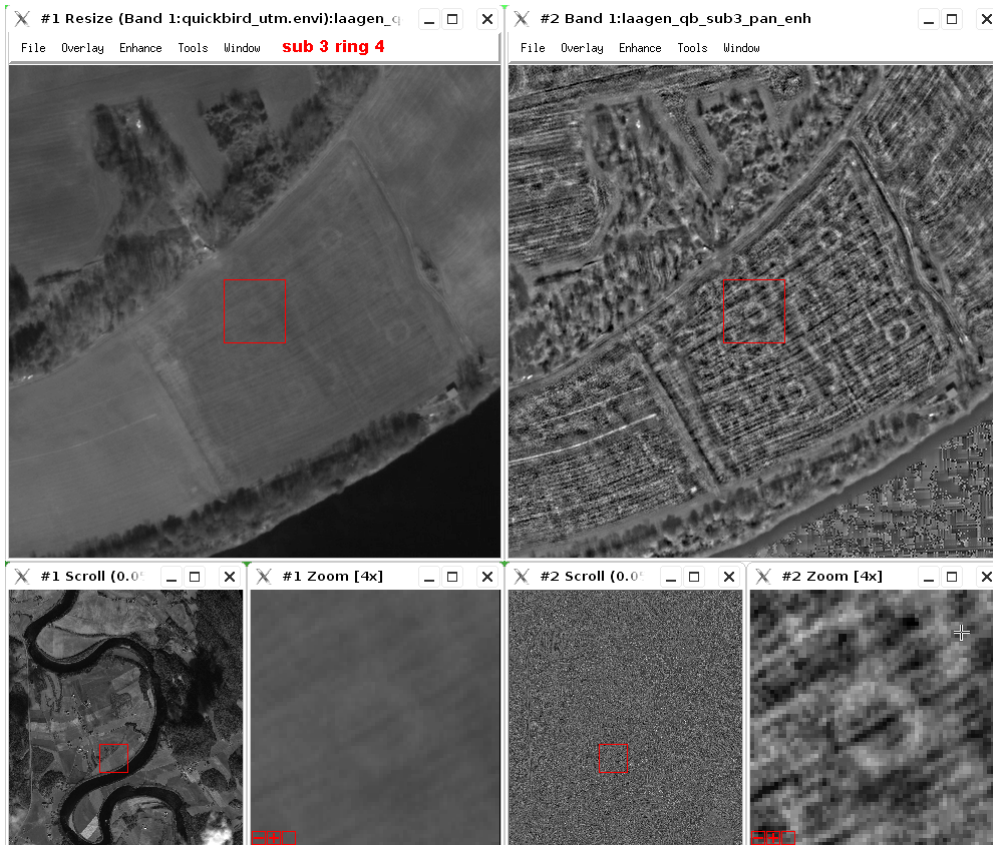 #1 Resize (Band 1:quickbird_utm.envi):laagen_q
File Overlay Enhance Tools Window sub 3 ring 4
#2 Band 1:laagen_qb_sub3_pan_enh
File Overlay Enhance Tools Window
#1 Scroll (0.0
#1 Zoom [4x]
#2 Scroll (0.0
#2 Zoom [4x]